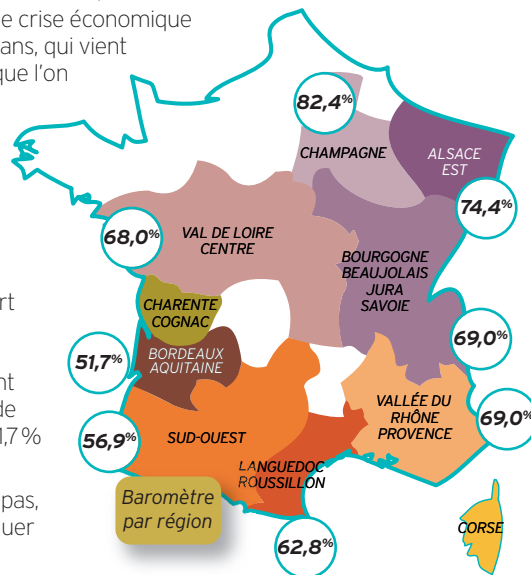 e crise économique
ans, qui vient
que l'on
82,4%
CHAMPAGNE
ALSACE
EST
74,4%
68,0%
VAL DE LOIRE
CENTRE
BOURGOGNE
BEAUJOLAIS
JURA
SAVOIE
rt
CHARENTE
COGNAC
69,0%
51,7%
BORDEAUX
AQUITAINE
nt
de
1,7 %
VALLÉE DU
RHÔNE
PROVENCE
69,0%
56,9%
SUD-OUEST
LANGUEDOC
ROUSSILLON
pas,
uer
Baromètre
par région
62,8%
CORSE